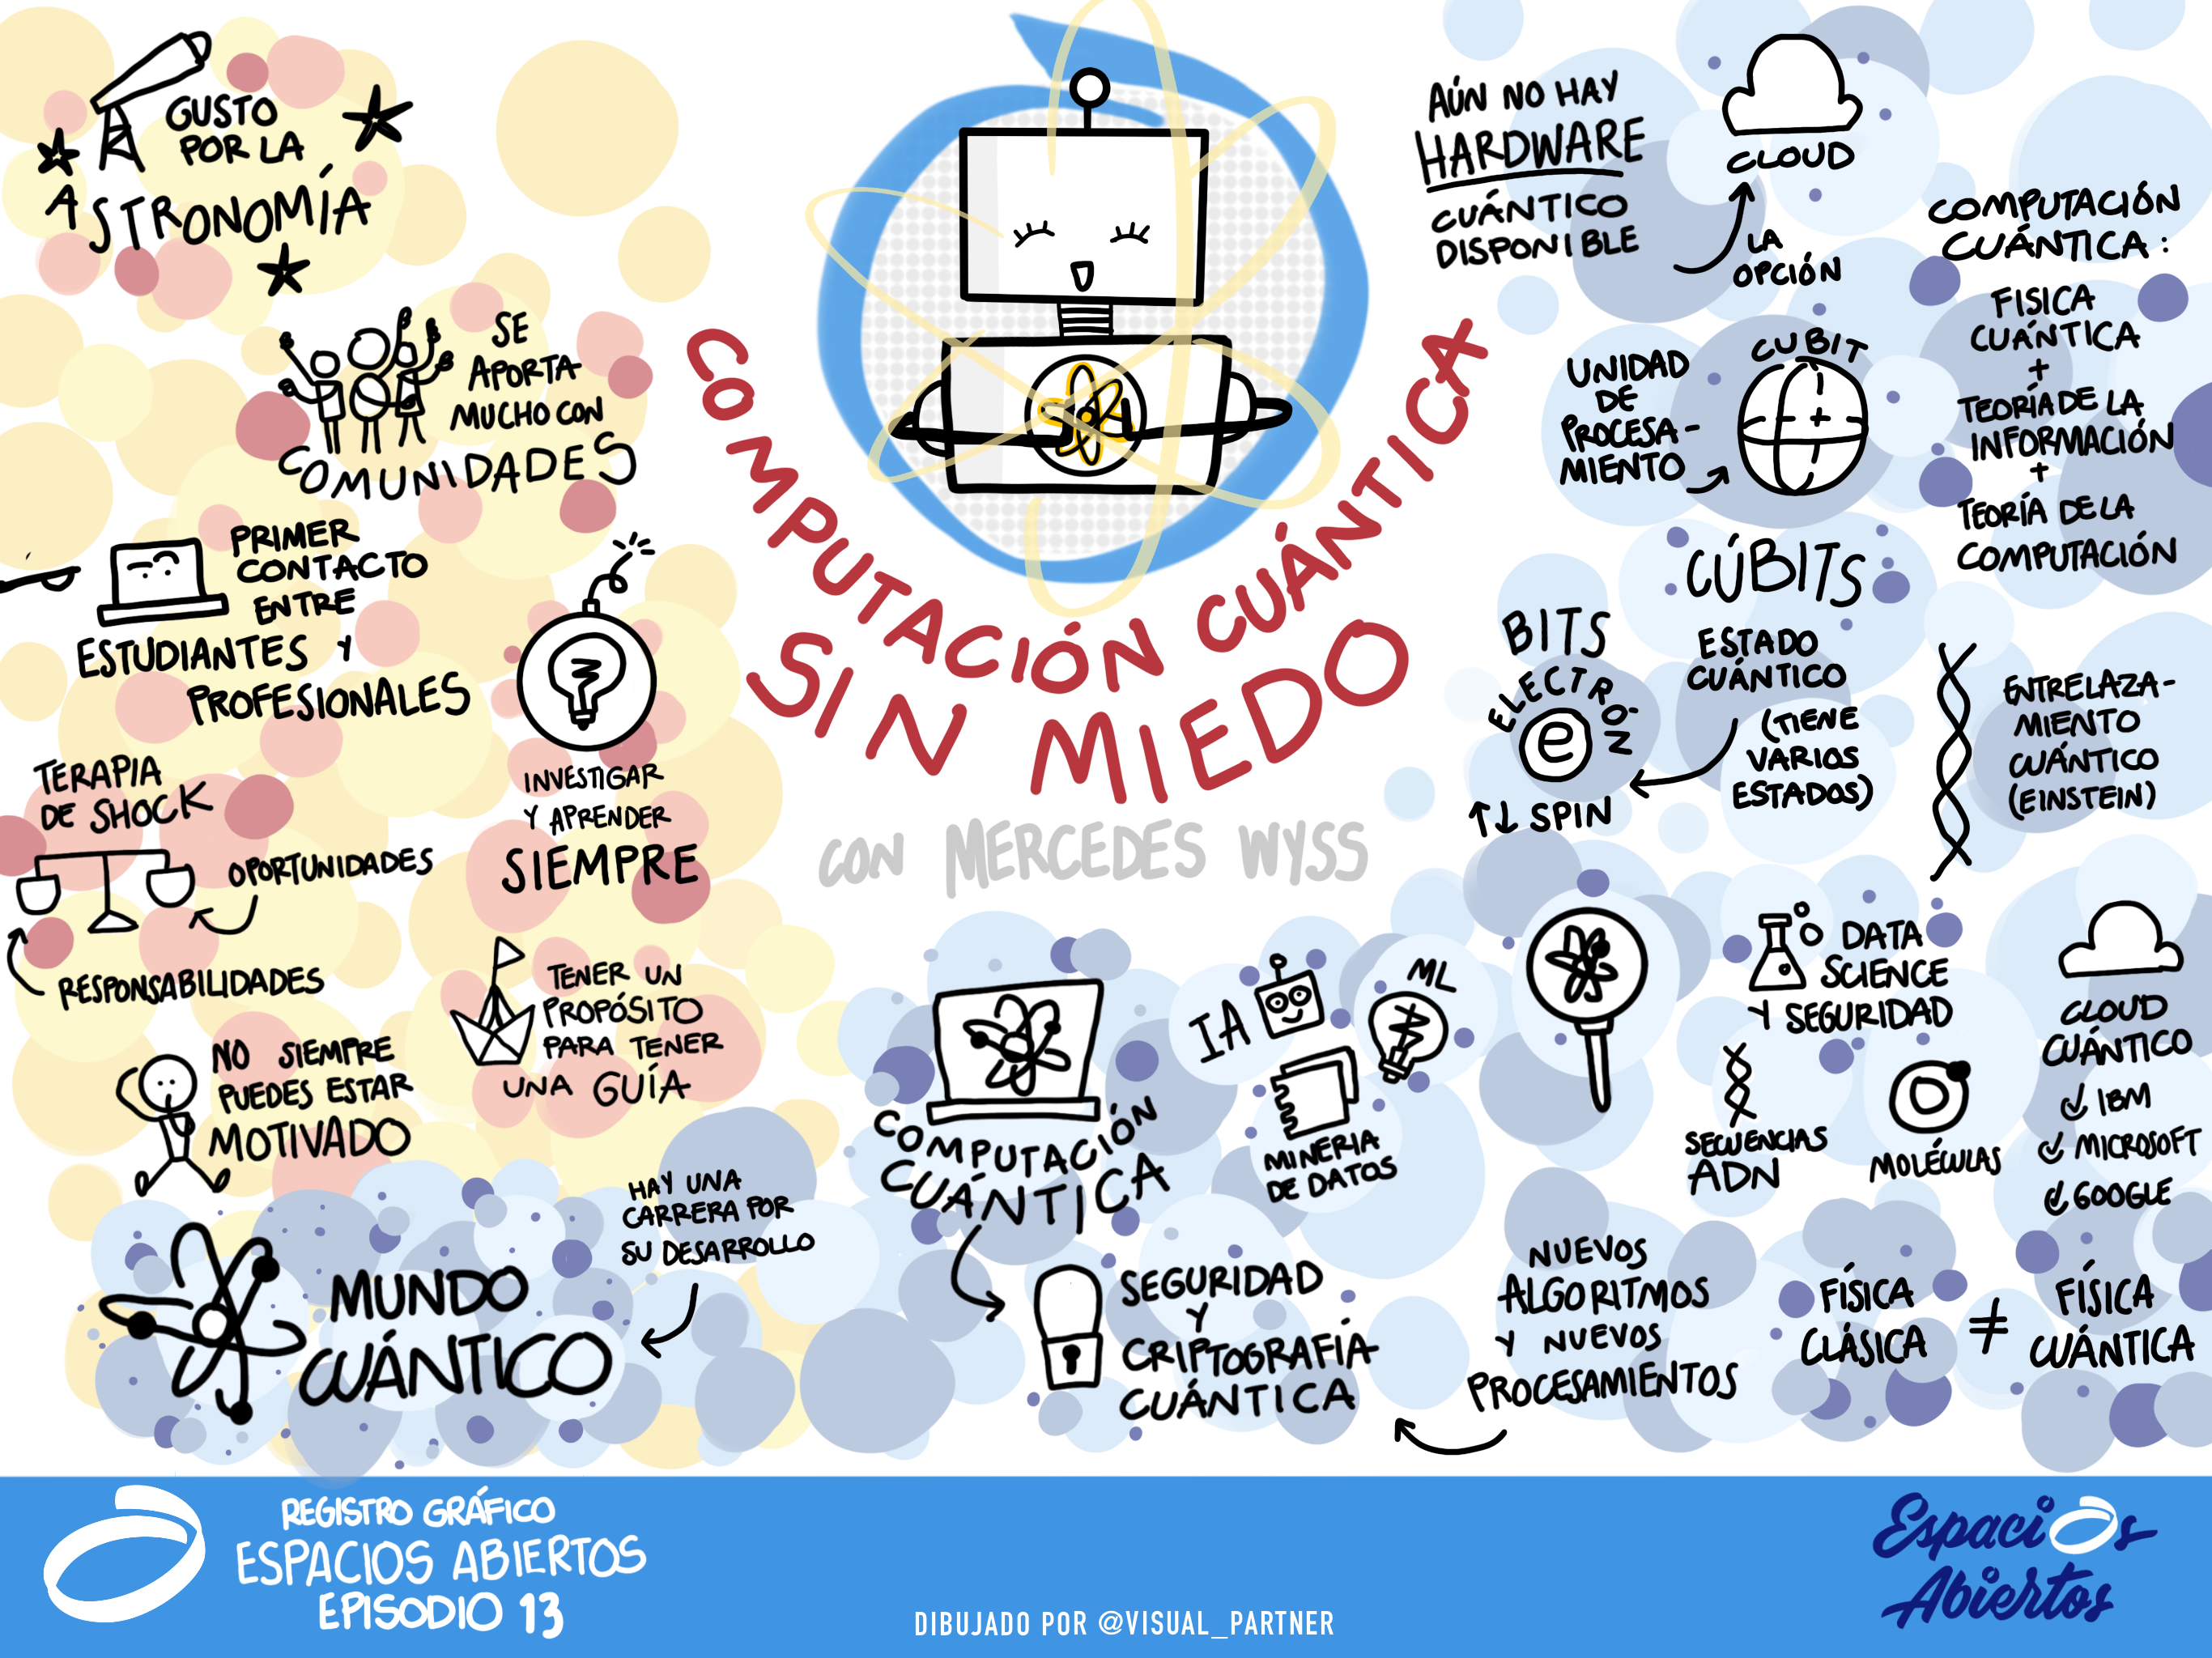 GUSTO
POR LA
ASTRONOMÍA
SE
APORTA
MUCHO CON
COMUNIDADES
PRIMER
CONTACTO
ENTRE
ESTUDIANTES Y
PROFESIONALES
INVESTIGAR
Y APRENDER
SIEMPRE
TERAPIA
DE SHOCK
OPORTUNIDADES
RESPONSABILIDADES
TENER UN
PROPÓSITO
PARA TENER
UNA GUÍA
NO SIEMPRE
PUEDES ESTAR
MOTIVADO
HAY UNA
CARRERA POR
SU DESARROLLO
MUNDO
CUÁNTICO
COMPUTACIÓN CUÁNTICA
SIN MIEDO
CON MERCEDES WYSS
COMPUTACIÓN
CUÁNTICA
IA
ML
MINERIA
DE DATOS
SEGURIDAD
Y
CRIPTOGRAFÍA
CUÁNTICA
AÚN NO HAY
HARDWARE
CUÁNTICO
DISPONIBLE
CLOUD
LA
OPCIÓN
COMPUTACIÓN
CUÁNTICA:
FISICA
CUÁNTICA
+
TEORÍA DE LA
INFORMACIÓN
+
TEORÍA DE LA
COMPUTACIÓN
UNIDAD
DE
PROCESA-
MIENTO
CUBIT
CÚBITS
BITS
ELECTRÓN
e
↑↓ SPIN
ESTADO
CUÁNTICO
(TIENE
VARIOS
ESTADOS)
ENTRELAZA-
MIENTO
CUÁNTICO
(EINSTEIN)
DATA
SCIENCE
Y SEGURIDAD
SECUENCIAS
ADN
MOLÉCULAS
CLOUD
CUÁNTICO
IBM
MICROSOFT
GOOGLE
NUEVOS
ALGORITMOS
Y NUEVOS
PROCESAMIENTOS
FÍSICA
CLÁSICA
≠
FÍSICA
CUÁNTICA
REGISTRO GRÁFICO
ESPACIOS ABIERTOS
EPISODIO 13
DIBUJADO POR @VISUAL_PARTNER
Espacios
Abiertos